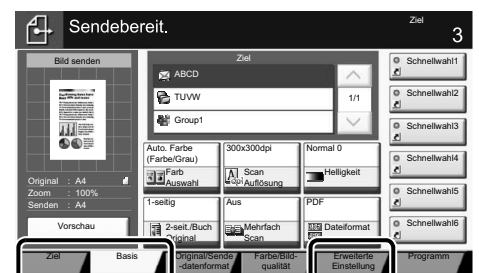 Sendebereit.
Ziel
3
Bild senden
Original : A4
Zoom : 100%
Senden : A4
Vorschau
Ziel
ABCD
TUVW
Group1
1/1
Auto. Farbe
(Farbe/Grau)
Farb
Auswahl
300x300dpi
Scan
Auflösung
Normal 0
Helligkeit
1-seitig
2-seit./Buch
Original
Aus
Mehrfach
Scan
PDF
Dateiformat
Schnellwahl1
Schnellwahl2
Schnellwahl3
Schnellwahl4
Schnellwahl5
Schnellwahl6
Ziel
Basis
Original/Sende
-datenformat
Farbe/Bild-
qualität
Erweiterte
Einstellung
Programm